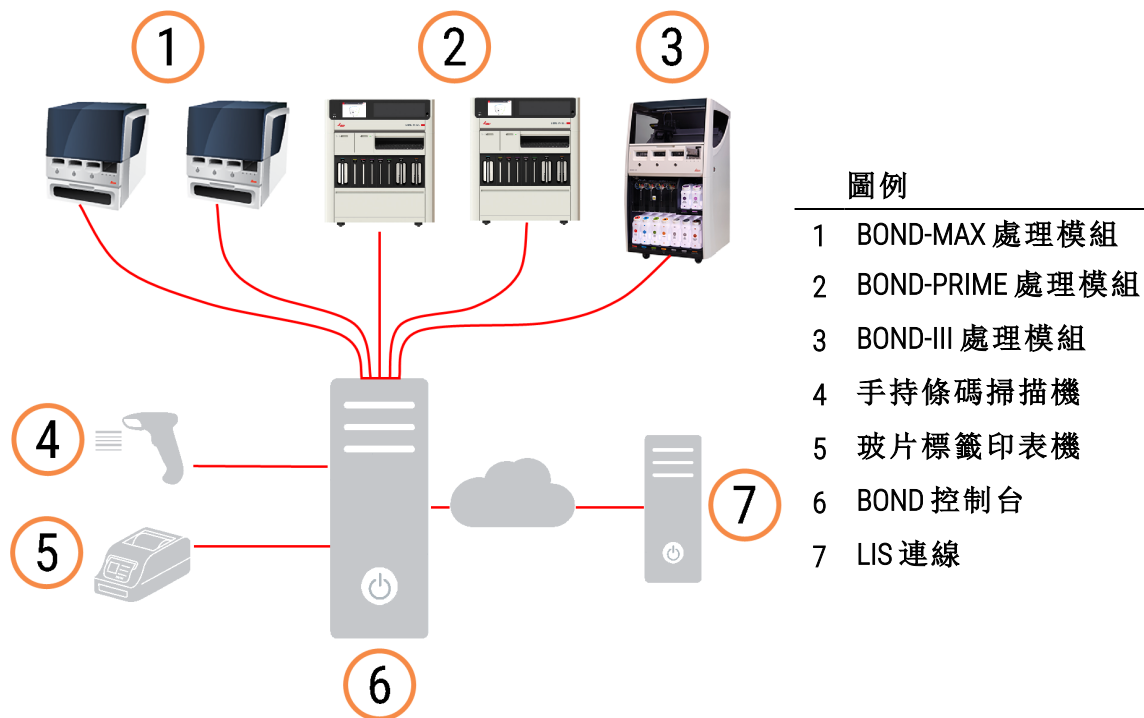 1
2
3
4
5
6
7
圖例
1 BOND-MAX 處理模組
2 BOND-PRIME 處理模組
3 BOND-III 處理模組
4 手持條碼掃描機
5 玻片標籤印表機
6 BOND 控制台
7 LIS 連線